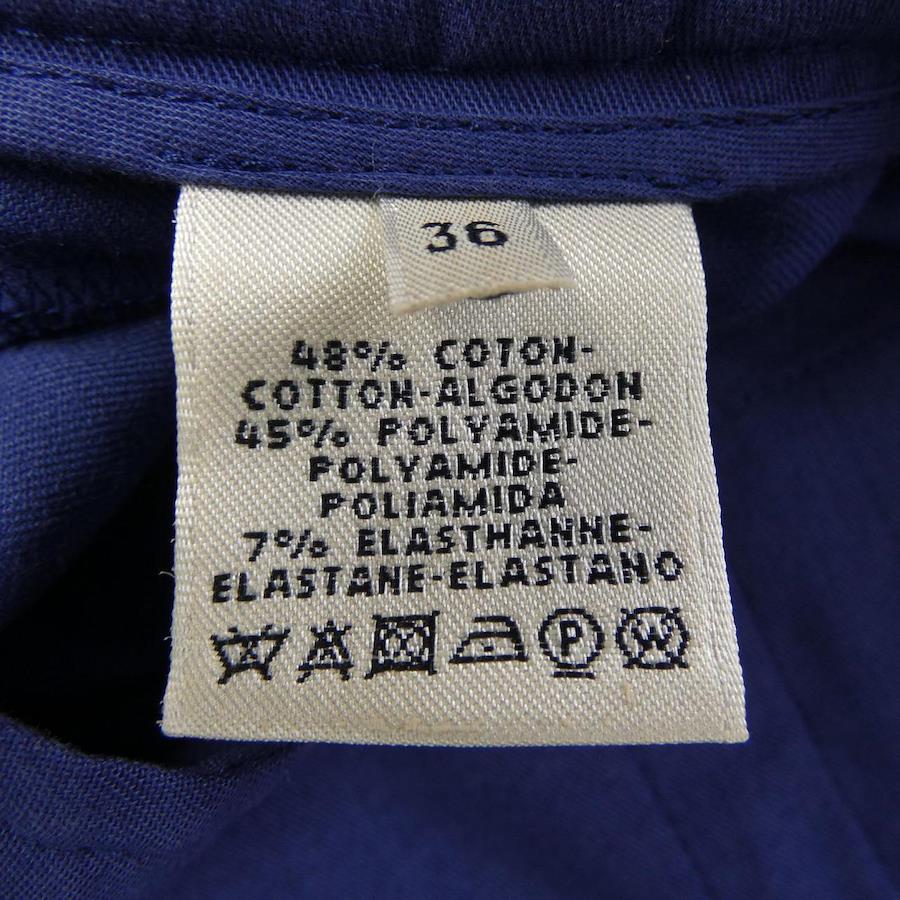 36
48% COTON-
COTTON-ALGODON
45% POLYAMIDE-
POLYAMIDE-
POLIAMIDA
7% ELASTHANNE-
ELASTANE-ELASTANO
P W